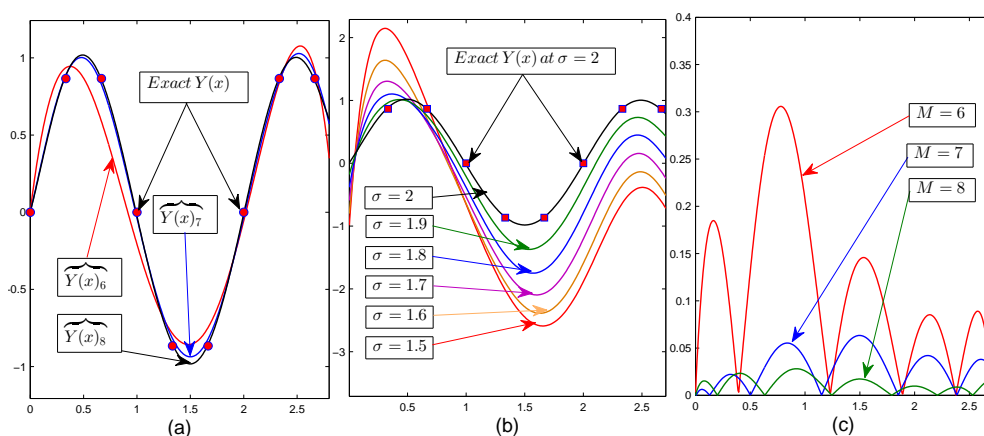 1
0.5
0
-0.5
-1
0
0.5
1
1.5
2
2.5
Exact Y(x)
Y(x)₇
Y(x)₆
Y(x)₈
(a)
2
1
0
-1
-2
-3
0.5
1
1.5
2
2.5
Exact Y(x) at σ = 2
σ = 2
σ = 1.9
σ = 1.8
σ = 1.7
σ = 1.6
σ = 1.5
(b)
0.4
0.35
0.3
0.25
0.2
0.15
0.1
0.05
0
0
0.5
1
1.5
2
2.5
M = 6
M = 7
M = 8
(c)